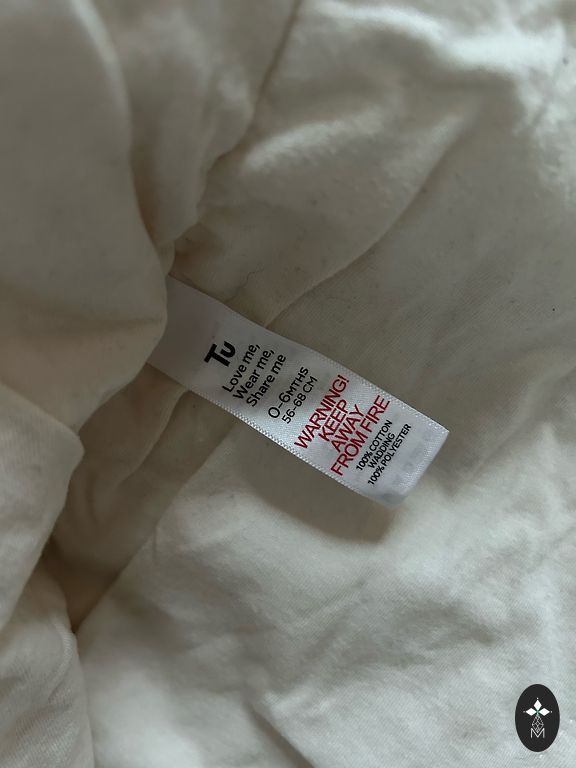 Tu
Love me,
Wear me,
Share me
0-6MTHS
56-68 CM
WARNING!
KEEP
AWAY
FROM FIRE
100% COTTON
WADDING
100% POLYESTER
M